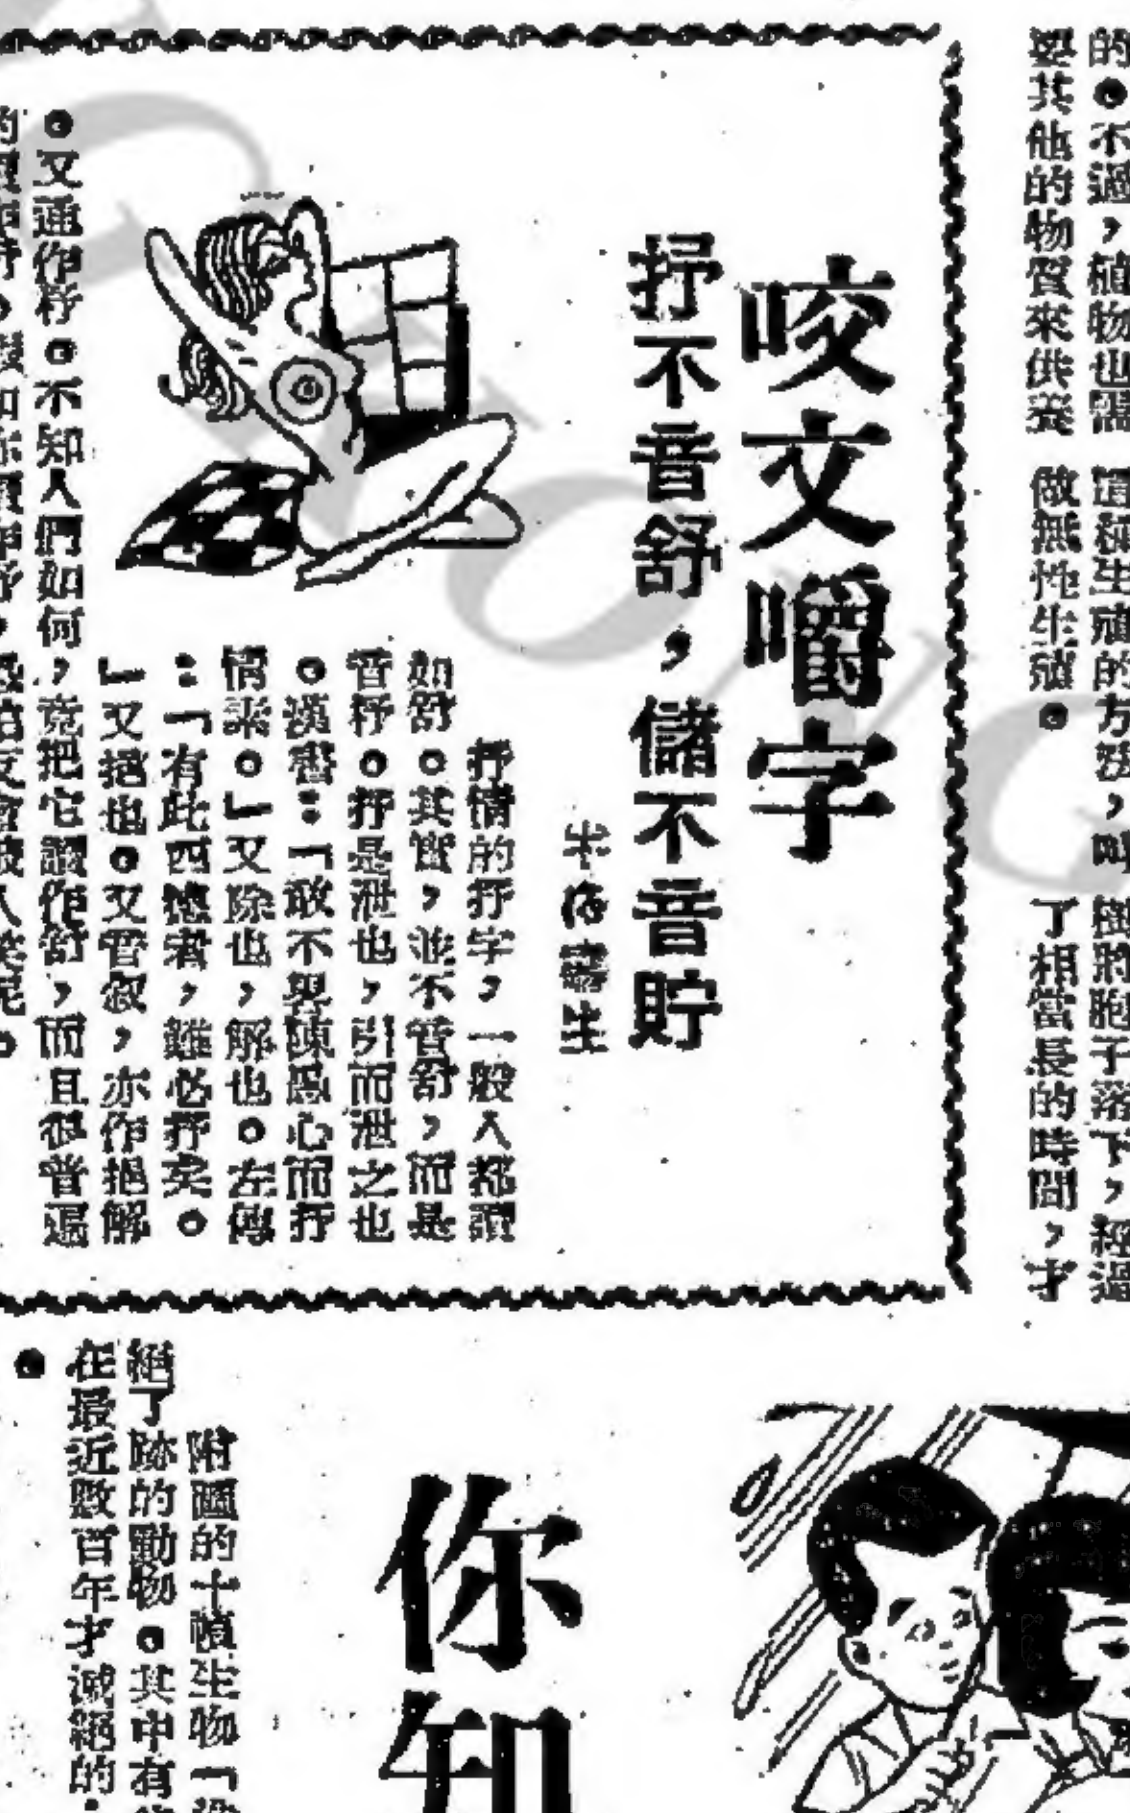 的。不過,植物也需
要其他的物質來供養
這種生殖的方法,叫
做無性生殖。
樹將胞子落下,經過
了相當長的時間,才
咬文嚼字
抒不音舒,儲不音貯
半倚書生
抒情的抒字,一般人都讀
如舒。其實,並不音舒,而是
音杼。抒是泄也,引而泄之也
。漢書:「敢不畧陳愚心而抒
情素。」又除也,解也。左傳
:「有此四德者,難必抒矣。
」又挹也。又音叙,亦作挹解
。又通作杼。不知人們如何,竟把它讀作舒,而且很普遍
你知
附圖的十幀生物「
絕了跡的動物。其中有
在最近數百年才滅絕的
。